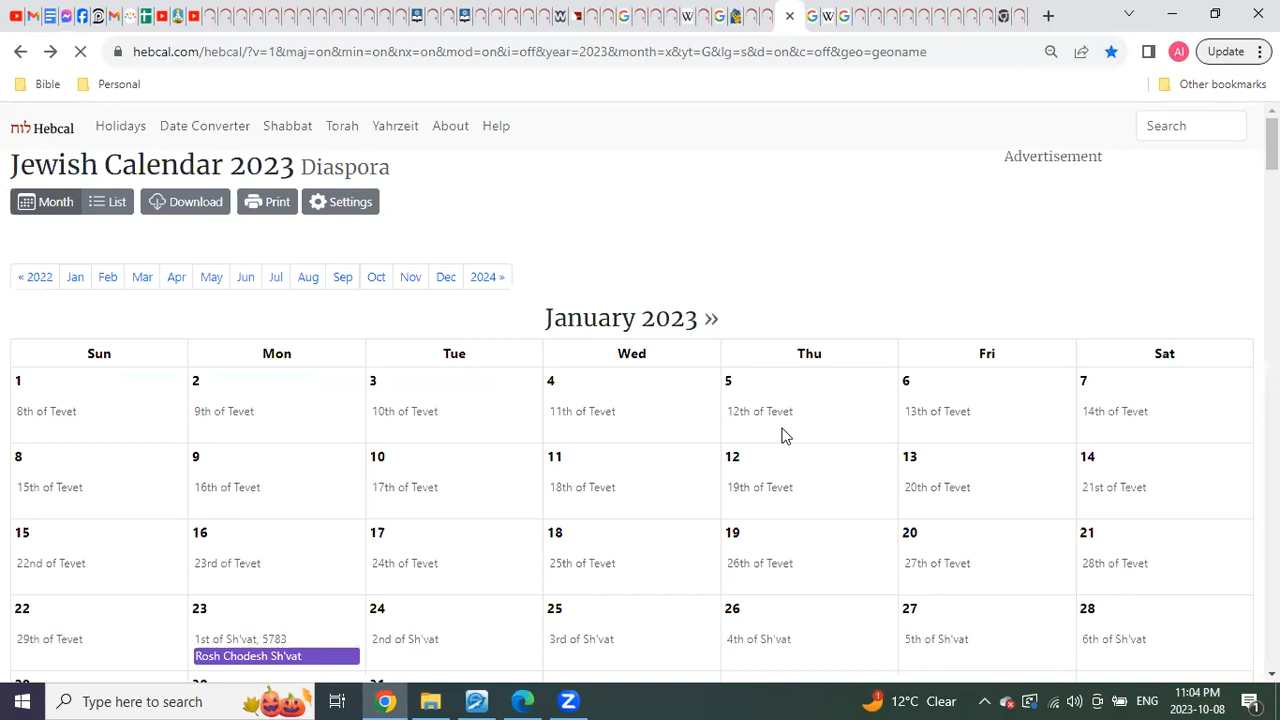 hebcal.com/hebcal/?v=1&maj=on&min=on&nx=on&mod=on&i=off&year=2023&month=x&yt=G&lg=s&d=on&c=off&geo=geoname
AI
Update
Bible
Personal
Other bookmarks
לוח Hebcal
Holidays
Date Converter
Shabbat
Torah
Yahrzeit
About
Help
Search
Jewish Calendar 2023 Diaspora
Advertisement
Month
List
Download
Print
Settings
« 2022 Jan Feb Mar Apr May Jun Jul Aug Sep Oct Nov Dec 2024 »
January 2023 »
Sun Mon Tue Wed Thu Fri Sat
1 2 3 4 5 6 7
8th of Tevet 9th of Tevet 10th of Tevet 11th of Tevet 12th of Tevet 13th of Tevet 14th of Tevet
8 9 10 11 12 13 14
15th of Tevet 16th of Tevet 17th of Tevet 18th of Tevet 19th of Tevet 20th of Tevet 21st of Tevet
15 16 17 18 19 20 21
22nd of Tevet 23rd of Tevet 24th of Tevet 25th of Tevet 26th of Tevet 27th of Tevet 28th of Tevet
22 23 24 25 26 27 28
29th of Tevet 1st of Sh'vat, 5783 2nd of Sh'vat 3rd of Sh'vat 4th of Sh'vat 5th of Sh'vat 6th of Sh'vat
Rosh Chodesh Sh'vat
Type here to search
1
12°C Clear
ENG
11:04 PM
2023-10-08
1